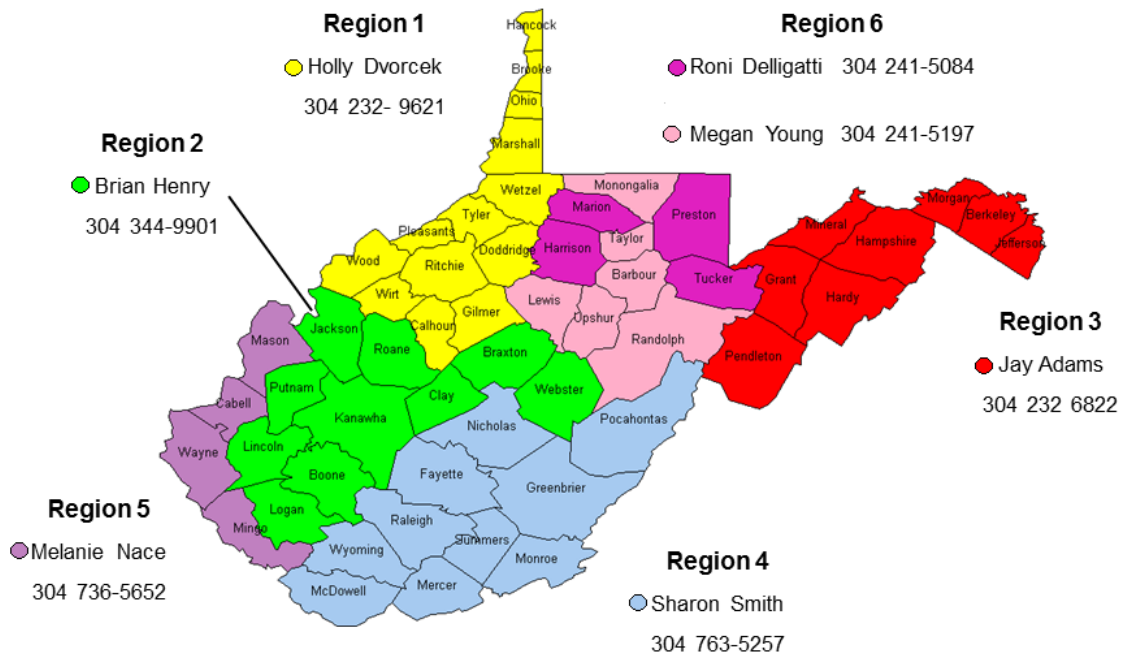 Region 1
Holly Dvorcek
304 232- 9621
Region 6
Roni Delligatti 304 241-5084
Megan Young 304 241-5197
Region 2
Brian Henry
304 344-9901
Region 3
Jay Adams
304 232 6822
Region 5
Melanie Nace
304 736-5652
Region 4
Sharon Smith
304 763-5257
Hancock
Brooke
Ohio
Marshall
Wetzel
Monongalia
Marion
Preston
Tyler
Pleasants
Doddridge
Harrison
Taylor
Wood
Ritchie
Barbour
Tucker
Wirt
Calhoun
Gilmer
Lewis
Upshur
Randolph
Morgan
Berkeley
Jefferson
Mineral
Hampshire
Grant
Hardy
Pendleton
Mason
Jackson
Roane
Braxton
Webster
Putnam
Clay
Kanawha
Cabell
Wayne
Lincoln
Boone
Logan
Mingo
Nicholas
Pocahontas
Fayette
Greenbrier
Raleigh
Summers
Monroe
Wyoming
McDowell
Mercer